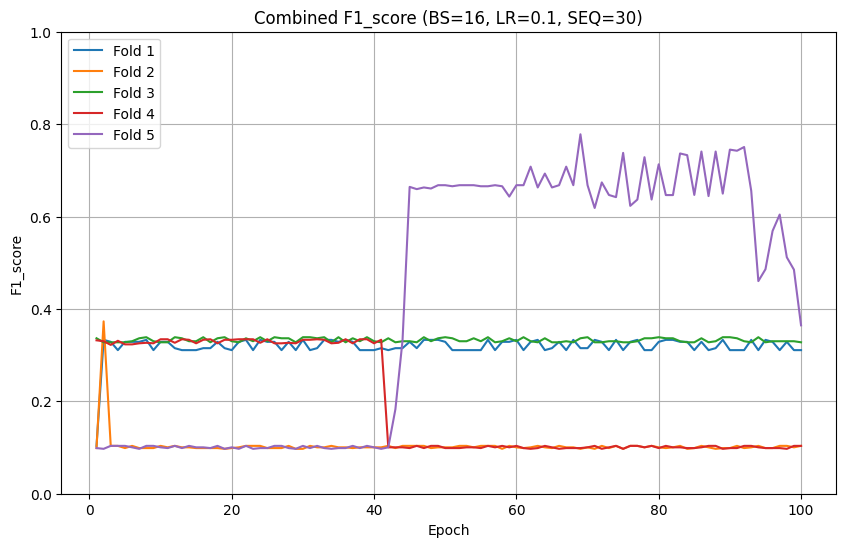 Combined F1_score (BS=16, LR=0.1, SEQ=30)
Fold 1
Fold 2
Fold 3
Fold 4
Fold 5
F1_score
1.0
0.8
0.6
0.4
0.2
0.0
0 20 40 60 80 100
Epoch